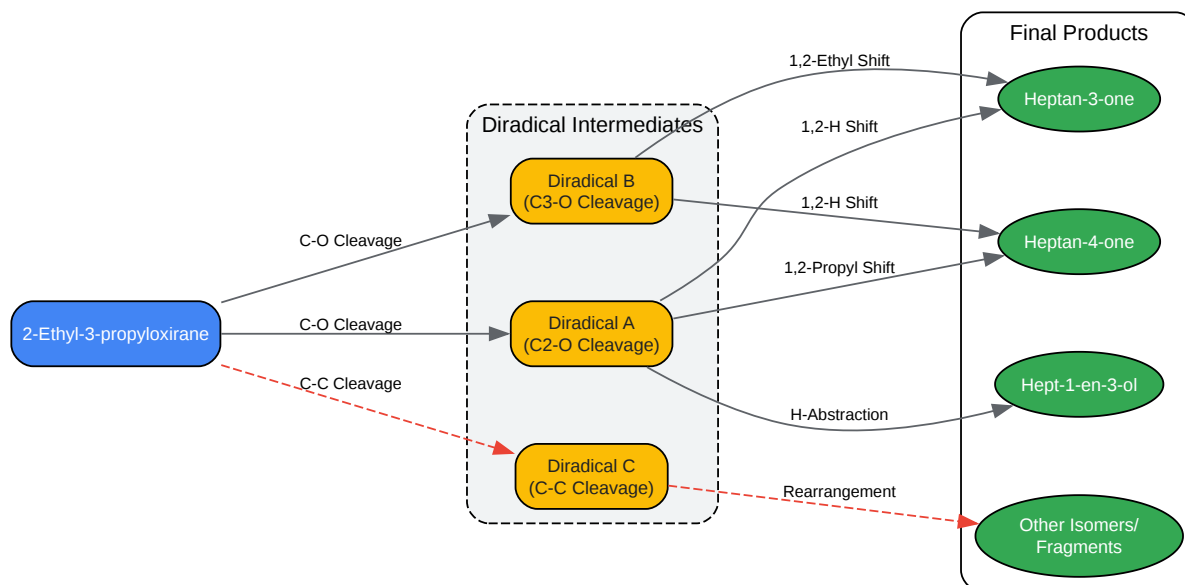 Final Products
1,2-Ethyl Shift
Heptan-3-one
Diradical Intermediates
1,2-H Shift
Diradical B
(C3-O Cleavage)
1,2-H Shift
C-O Cleavage
Heptan-4-one
1,2-Propyl Shift
2-Ethyl-3-propyloxirane
C-O Cleavage
Diradical A
(C2-O Cleavage)
C-C Cleavage
Hept-1-en-3-ol
H-Abstraction
Diradical C
(C-C Cleavage)
Rearrangement
Other Isomers/
Fragments